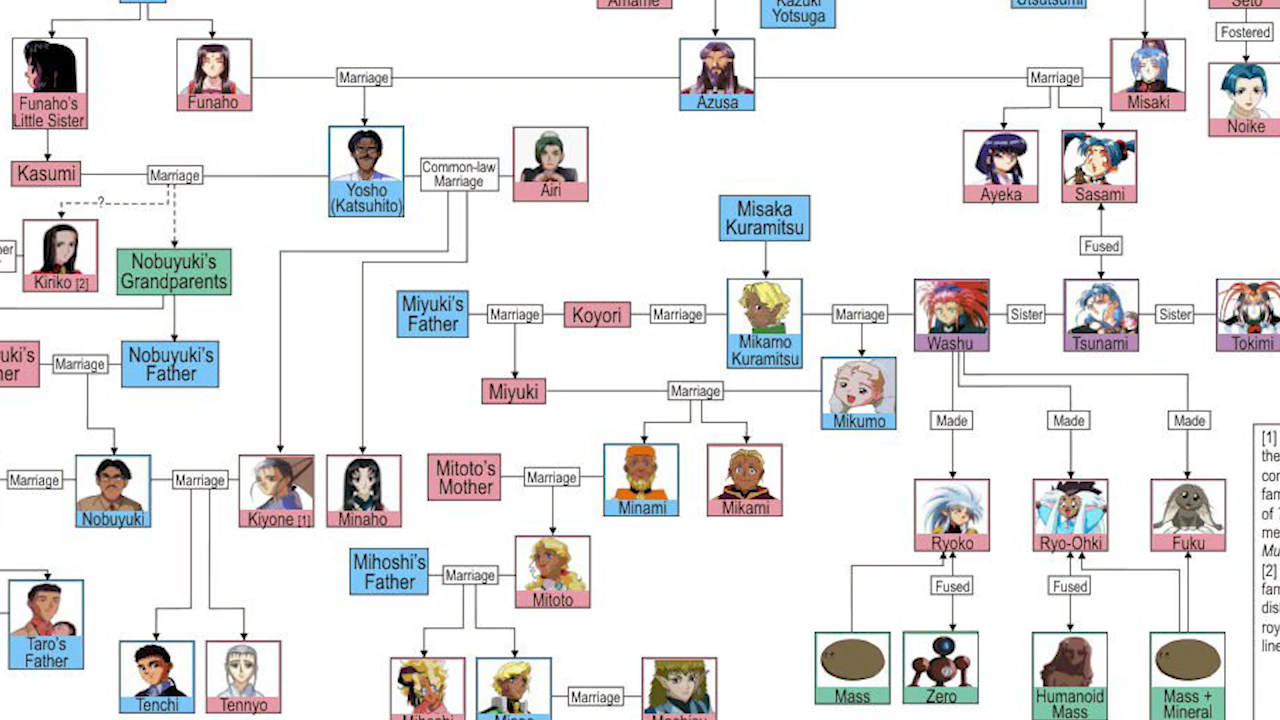 Amame
Kazuki
Yotsuga
Utsutsumi
Seto
Fostered
Funaho's
Little Sister
Funaho
Marriage
Azusa
Marriage
Misaki
Noike
Kasumi
Marriage
Yosho
(Katsuhito)
Common-law
Marriage
Airi
Ayeka
Sasami
?
Kiriko [2]
Nobuyuki's
Grandparents
Misaka
Kuramitsu
Fused
Miyuki's
Father
Marriage
Koyori
Marriage
Mikamo
Kuramitsu
Marriage
Washu
Sister
Tsunami
Sister
Tokimi
Marriage
Nobuyuki's
Father
Miyuki
Marriage
Mikumo
Made
Made
Made
Marriage
Nobuyuki
Marriage
Kiyone [1]
Minaho
Mitoto's
Mother
Marriage
Minami
Mikami
Ryoko
Ryo-Ohki
Fuku
[1]
[2]
Mihoshi's
Father
Marriage
Mitoto
Fused
Fused
Taro's
Father
Tenchi
Tennyo
Mihoshi
Misao
Marriage
Mass
Zero
Humanoid
Mass
Mass +
Mineral